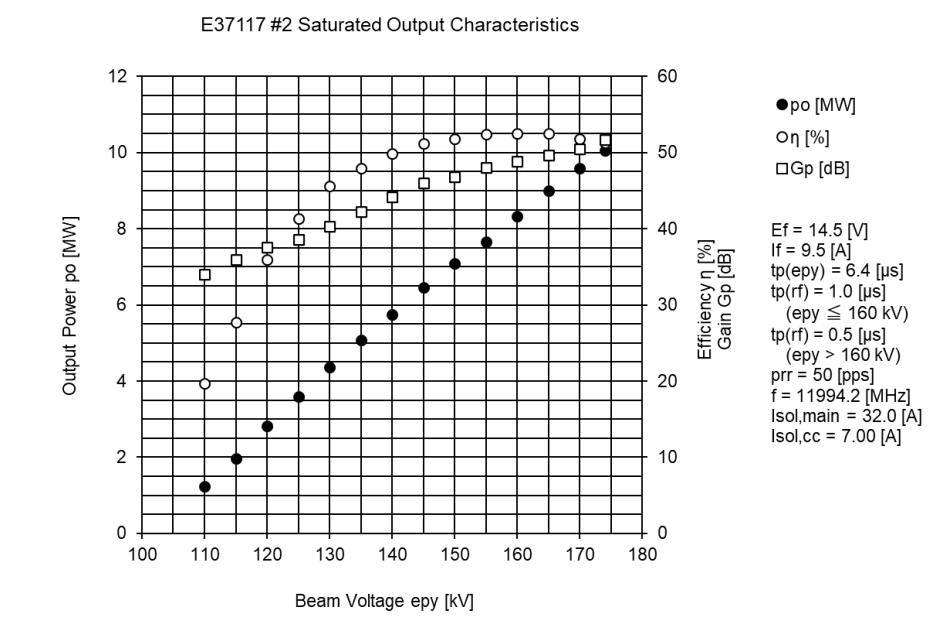 E37117 #2 Saturated Output Characteristics
12
10
8
6
4
2
0
Output Power po [MW]
100 110 120 130 140 150 160 170 180
Beam Voltage epy [kV]
60
50
40
30
20
10
0
Efficiency η [%]
Gain Gp [dB]
po [MW]
η [%]
Gp [dB]
Ef = 14.5 [V]
If = 9.5 [A]
tp(epy) = 6.4 [μs]
tp(rf) = 1.0 [μs]
(epy ≦ 160 kV)
tp(rf) = 0.5 [μs]
(epy > 160 kV)
prr = 50 [pps]
f = 11994.2 [MHz]
Isol,main = 32.0 [A]
Isol,cc = 7.00 [A]